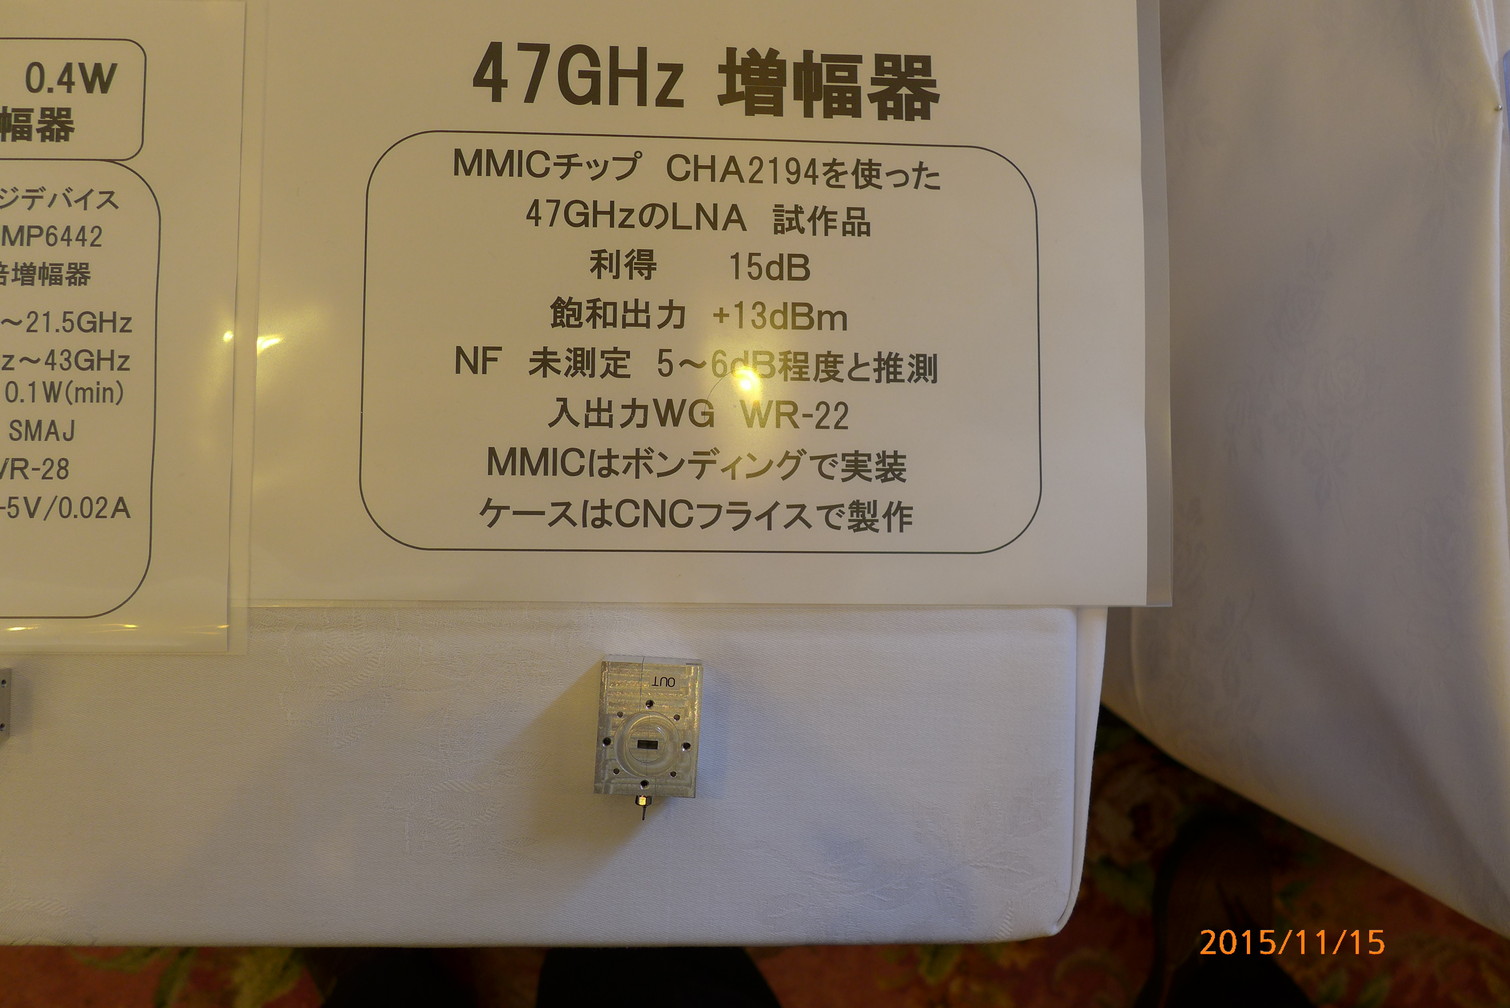 0.4W
幅器
ジデバイス
MP6442
倍増幅器
～21.5GHz
z～43GHz
0.1W(min)
SMAJ
WR-28
-5V/0.02A
47GHz 増幅器
MMICチップ CHA2194を使った
47GHzのLNA 試作品
利得 15dB
飽和出力 +13dBm
NF 未測定 5～6dB程度と推測
入出力WG WR-22
MMICはボンディングで実装
ケースはCNCフライスで製作
OUT
2015/11/15